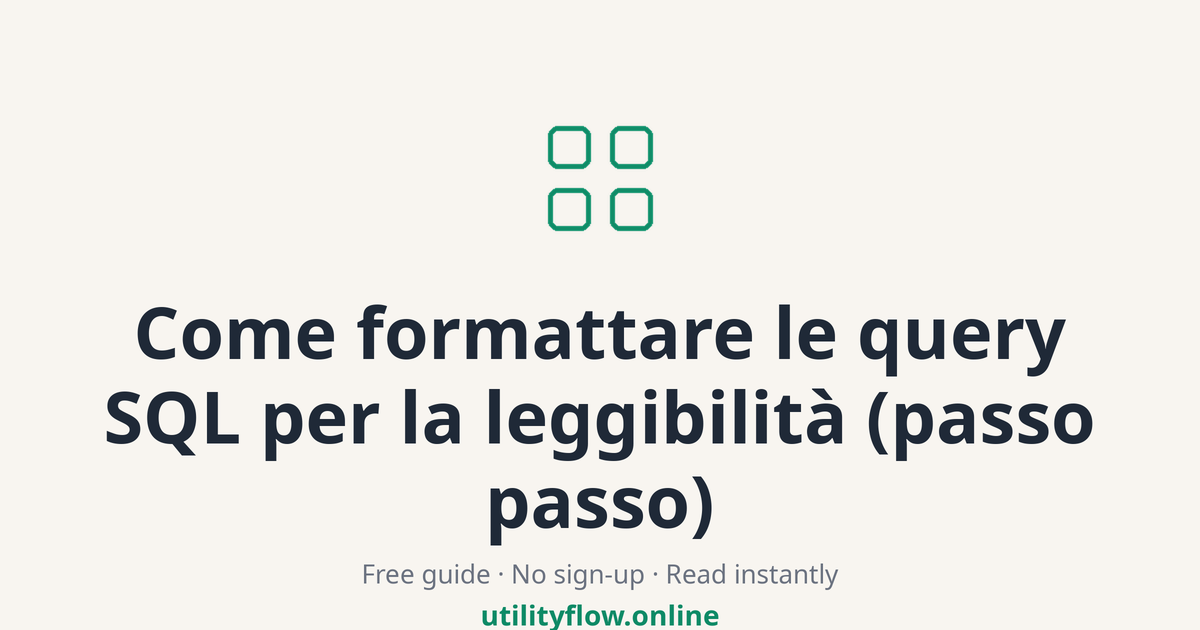 Come formattare le query
SQL per la leggibilità (passo
passo)
Free guide · No sign-up · Read instantly
utilityflow.online